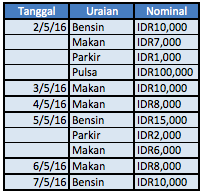 Tanggal Uraian Nominal
2/5/16 Bensin IDR10,000
Makan IDR7,000
Parkir IDR1,000
Pulsa IDR100,000
3/5/16 Makan IDR10,000
4/5/16 Makan IDR8,000
5/5/16 Bensin IDR15,000
Parkir IDR2,000
Makan IDR6,000
6/5/16 Makan IDR8,000
7/5/16 Bensin IDR10,000